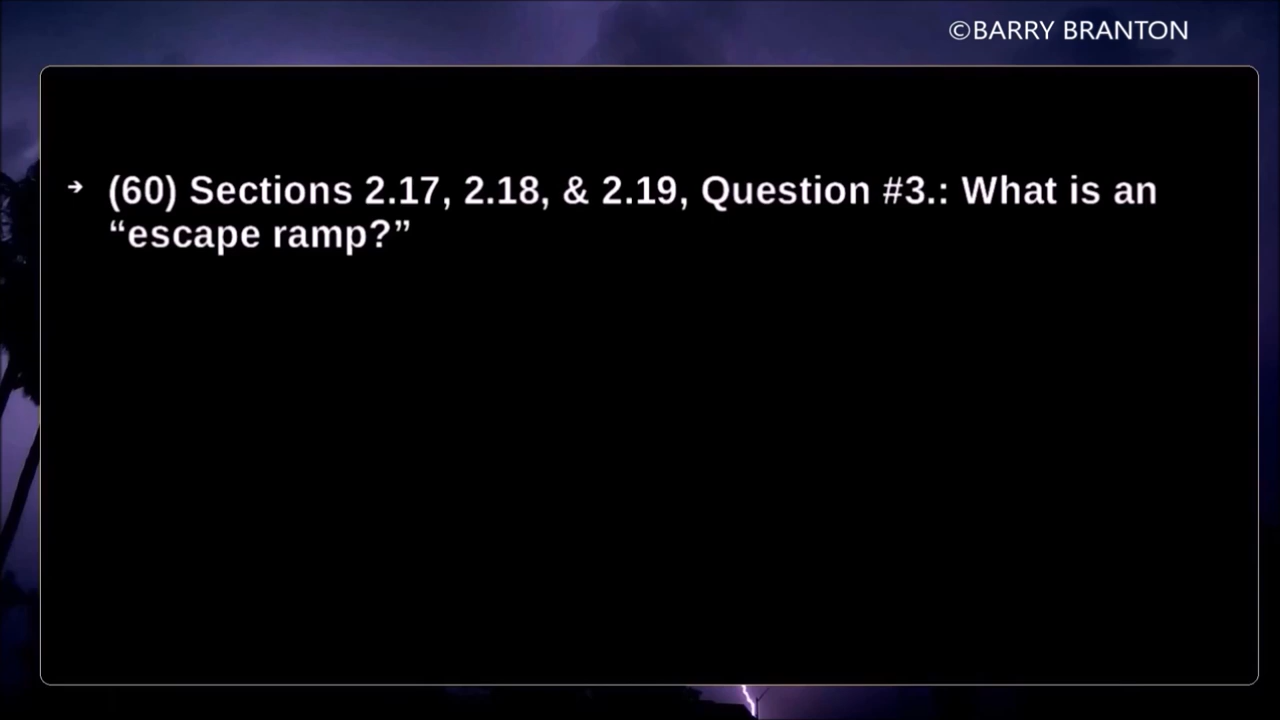 ©BARRY BRANTON
➔ (60) Sections 2.17, 2.18, & 2.19, Question #3.: What is an
“escape ramp?”